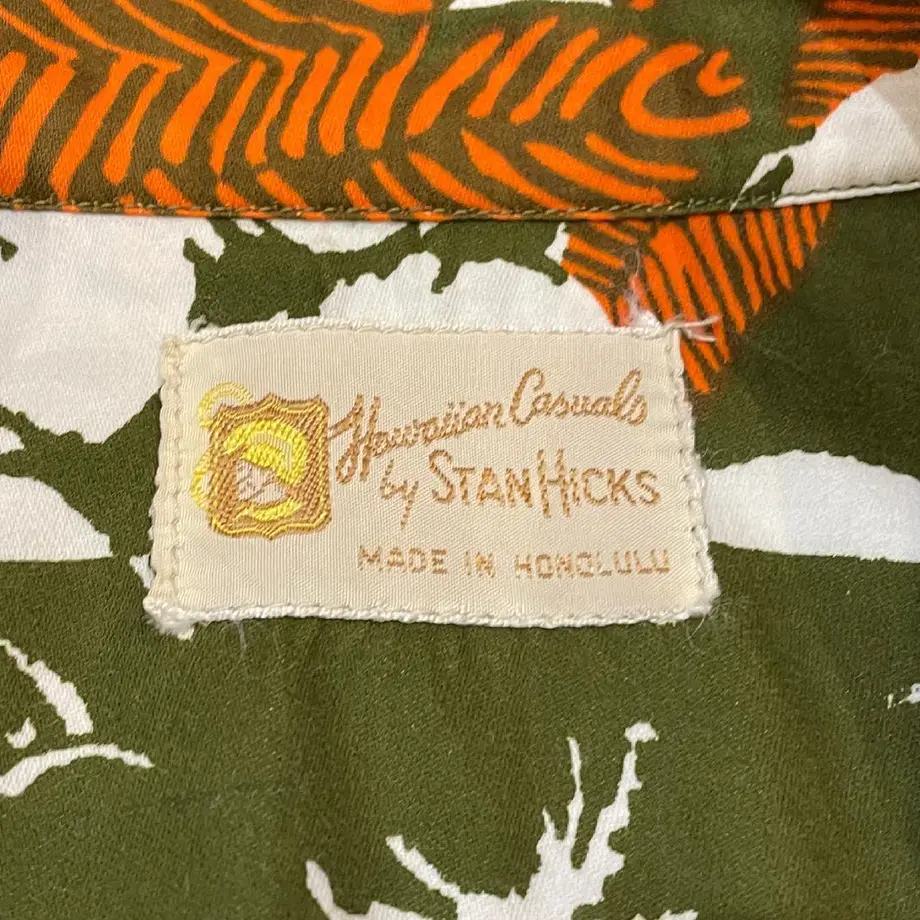 Hawaiian Casuals
by STAN HICKS
MADE IN HONOLULU